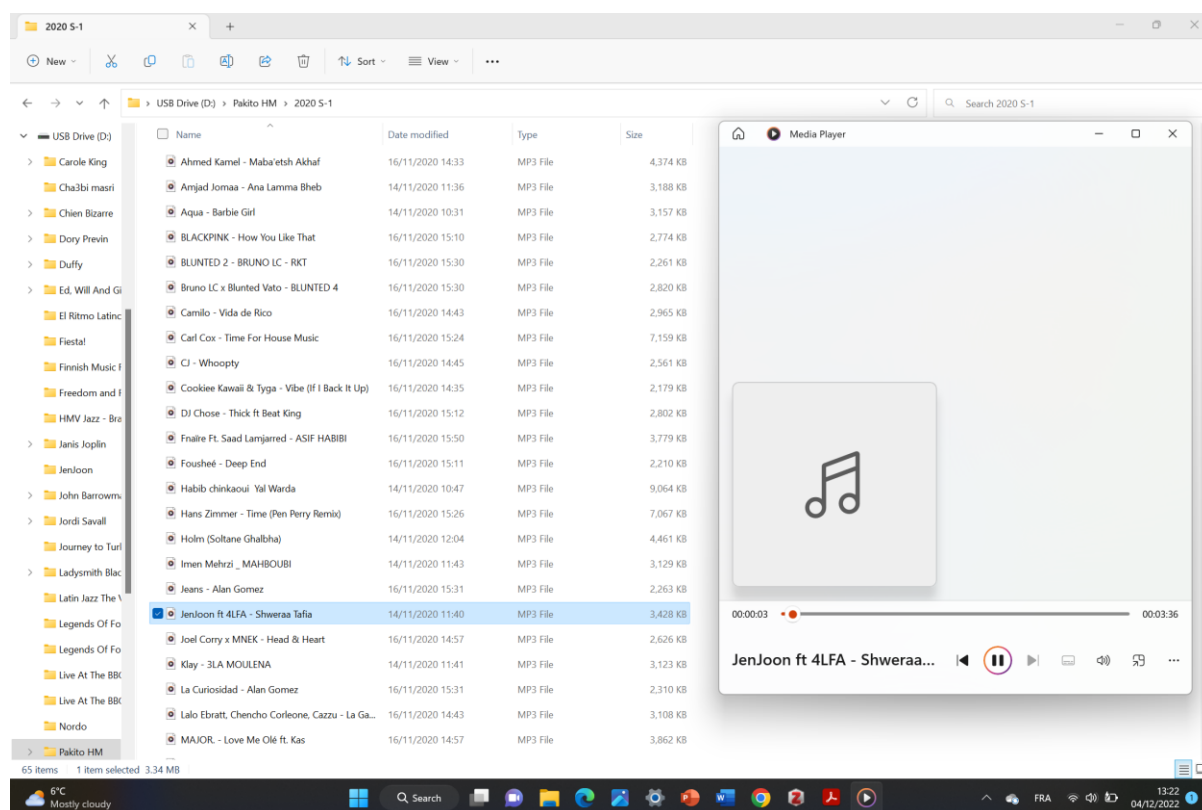 2020 S-1
New
Sort
View
USB Drive (D:) > Pakito HM > 2020 S-1
Search 2020 S-1
USB Drive (D:)
Carole King
Cha3bi masri
Chien Bizarre
Dory Previn
Duffy
Ed, Will And Gi
El Ritmo Latinc
Fiesta!
Finnish Music F
Freedom and F
HMV Jazz - Bra
Janis Joplin
JenJoon
John Barrowm
Jordi Savall
Journey to Turl
Ladysmith Blac
Latin Jazz The V
Legends Of Fo
Legends Of Fo
Live At The BBC
Live At The BBC
Nordo
Pakito HM
Name Date modified Type Size
Ahmed Kamel - Maba'etsh Akhaf 16/11/2020 14:33 MP3 File 4,374 KB
Amjad Jomaa - Ana Lamma Bheb 14/11/2020 11:36 MP3 File 3,188 KB
Aqua - Barbie Girl 14/11/2020 10:31 MP3 File 3,157 KB
BLACKPINK - How You Like That 16/11/2020 15:10 MP3 File 2,774 KB
BLUNTED 2 - BRUNO LC - RKT 16/11/2020 15:30 MP3 File 2,261 KB
Bruno LC x Blunted Vato - BLUNTED 4 16/11/2020 15:30 MP3 File 2,820 KB
Camilo - Vida de Rico 16/11/2020 14:43 MP3 File 2,965 KB
Carl Cox - Time For House Music 16/11/2020 15:24 MP3 File 7,159 KB
CJ - Whoopty 16/11/2020 14:45 MP3 File 2,561 KB
Cookiee Kawaii & Tyga - Vibe (If I Back It Up) 16/11/2020 14:35 MP3 File 2,179 KB
DJ Chose - Thick ft Beat King 16/11/2020 15:12 MP3 File 2,802 KB
Fnaïre Ft. Saad Lamjarred - ASIF HABIBI 16/11/2020 15:50 MP3 File 3,779 KB
Fousheé - Deep End 16/11/2020 15:11 MP3 File 2,210 KB
Habib chinkaoui Yal Warda 14/11/2020 10:47 MP3 File 9,064 KB
Hans Zimmer - Time (Pen Perry Remix) 16/11/2020 15:26 MP3 File 7,067 KB
Holm (Soltane Ghalbha) 14/11/2020 12:04 MP3 File 4,461 KB
Imen Mehrzi _ MAHBOUBI 14/11/2020 11:43 MP3 File 3,129 KB
Jeans - Alan Gomez 16/11/2020 15:31 MP3 File 2,263 KB
JenJoon ft 4LFA - Shweraa Tafia 14/11/2020 11:40 MP3 File 3,428 KB
Joel Corry x MNEK - Head & Heart 16/11/2020 14:57 MP3 File 2,626 KB
Klay - 3LA MOULENA 14/11/2020 11:41 MP3 File 3,123 KB
La Curiosidad - Alan Gomez 16/11/2020 15:31 MP3 File 2,310 KB
Lalo Ebratt, Chencho Corleone, Cazzu - La Ga... 16/11/2020 14:43 MP3 File 3,108 KB
MAJOR. - Love Me Olé ft. Kas 16/11/2020 14:57 MP3 File 3,862 KB
Media Player
00:00:03 00:03:36
JenJoon ft 4LFA - Shweraa...
65 items 1 item selected 3.34 MB
6°C
Mostly cloudy
Search
FRA
13:22
04/12/2022
1